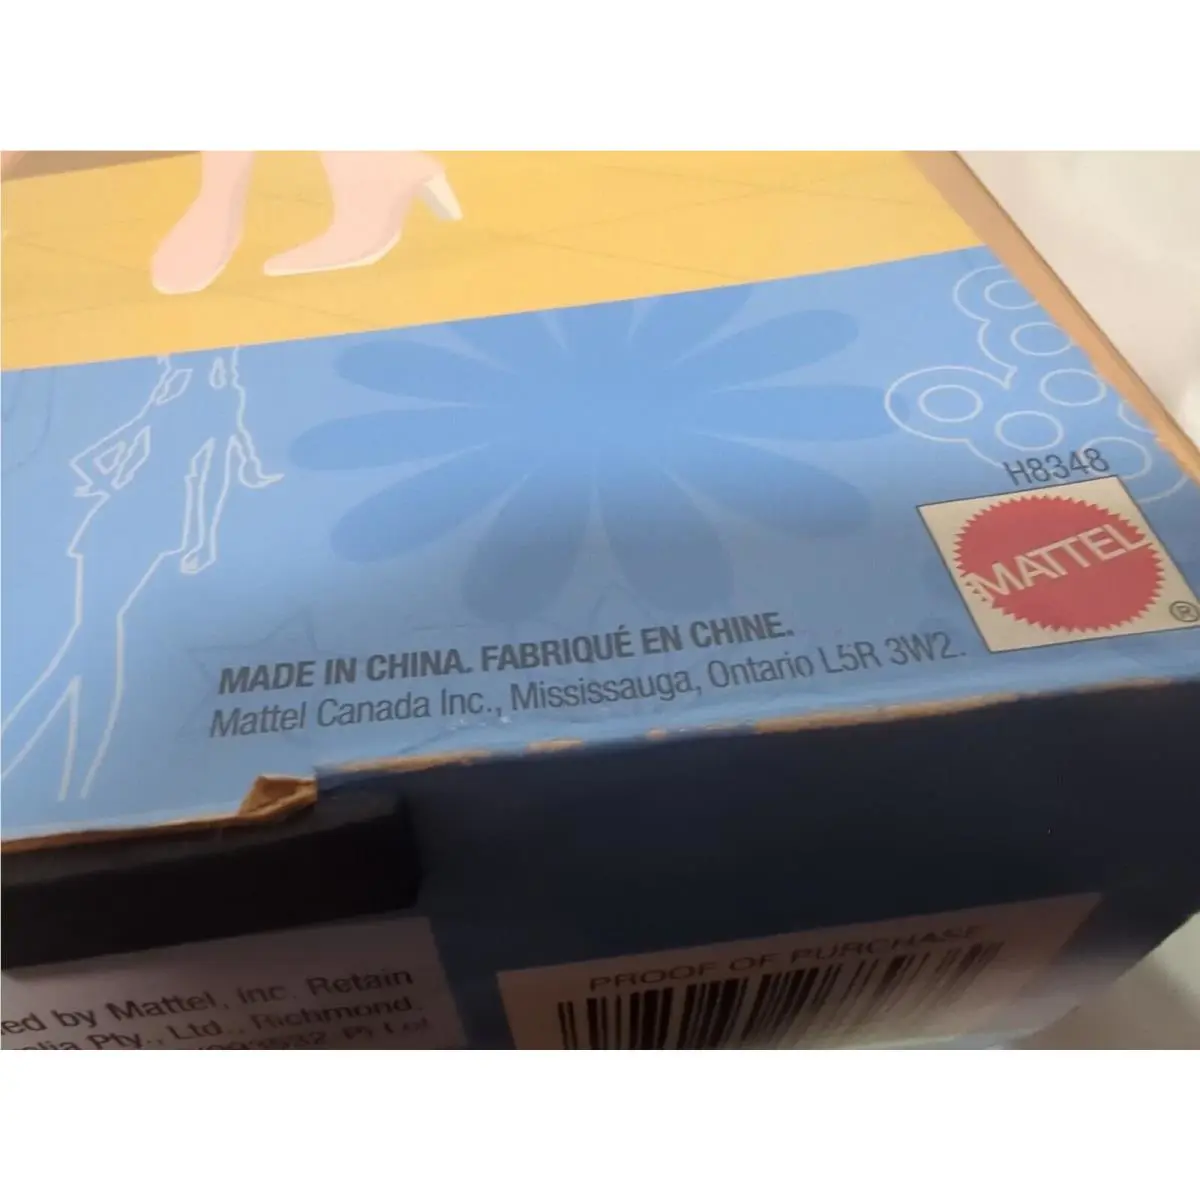 H8348
MATTEL
®
MADE IN CHINA. FABRIQUÉ EN CHINE.
Mattel Canada Inc., Mississauga, Ontario L5R 3W2.
PROOF OF PURCHASE
ed by Mattel, Inc. Retain
Pty., Ltd., Richmond.